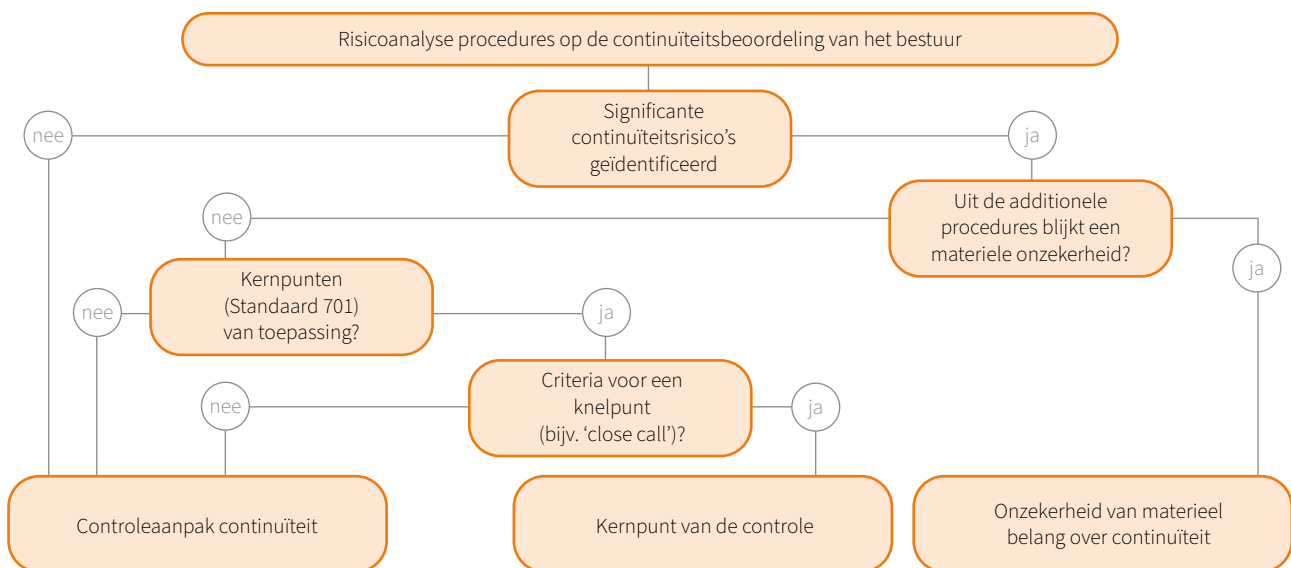 Risicoanalyse procedures op de continuïteitsbeoordeling van het bestuur
Significante
continuïteitsrisico’s
geïdentificeerd
nee
ja
Uit de additionele
procedures blijkt een
materiele onzekerheid?
nee
ja
Kernpunten
(Standaard 701)
van toepassing?
nee
ja
Criteria voor een
knelpunt
(bijv. ‘close call’)?
nee
ja
Controleaanpak continuïteit
Kernpunt van de controle
Onzekerheid van materieel
belang over continuïteit